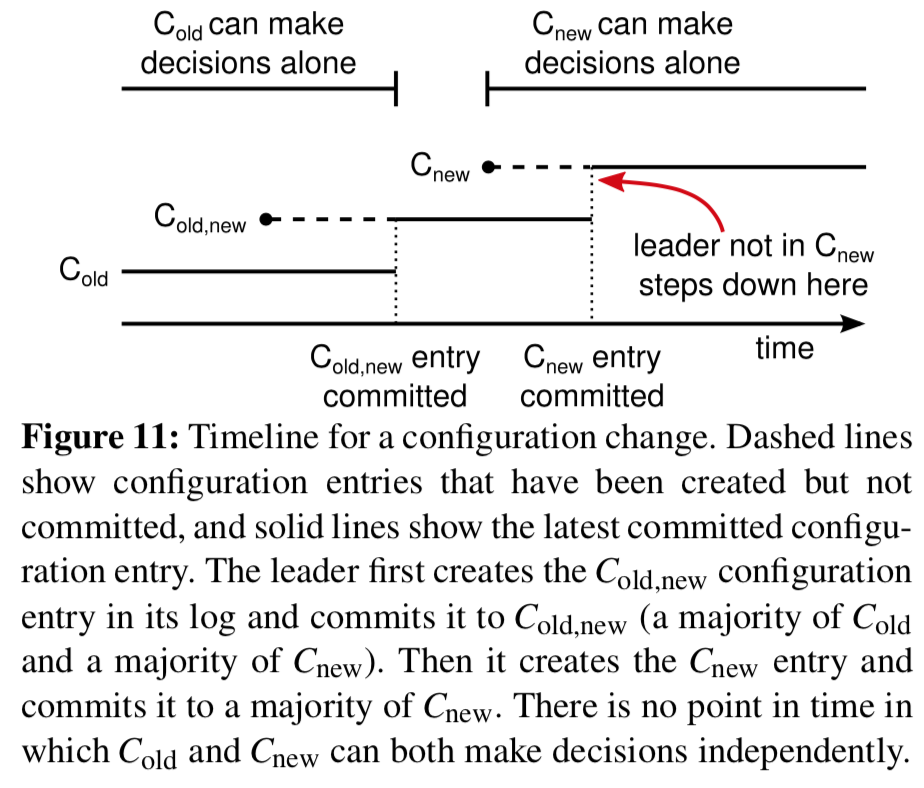 C_old can make
decisions alone
C_new can make
decisions alone
C_new
C_old,new
C_old
leader not in C_new
steps down here
time
C_old,new entry
committed
C_new entry
committed
Figure 11: Timeline for a configuration change. Dashed lines
show configuration entries that have been created but not
committed, and solid lines show the latest committed configu-
ration entry. The leader first creates the C_old,new configuration
entry in its log and commits it to C_old,new (a majority of C_old
and a majority of C_new). Then it creates the C_new entry and
commits it to a majority of C_new. There is no point in time in
which C_old and C_new can both make decisions independently.